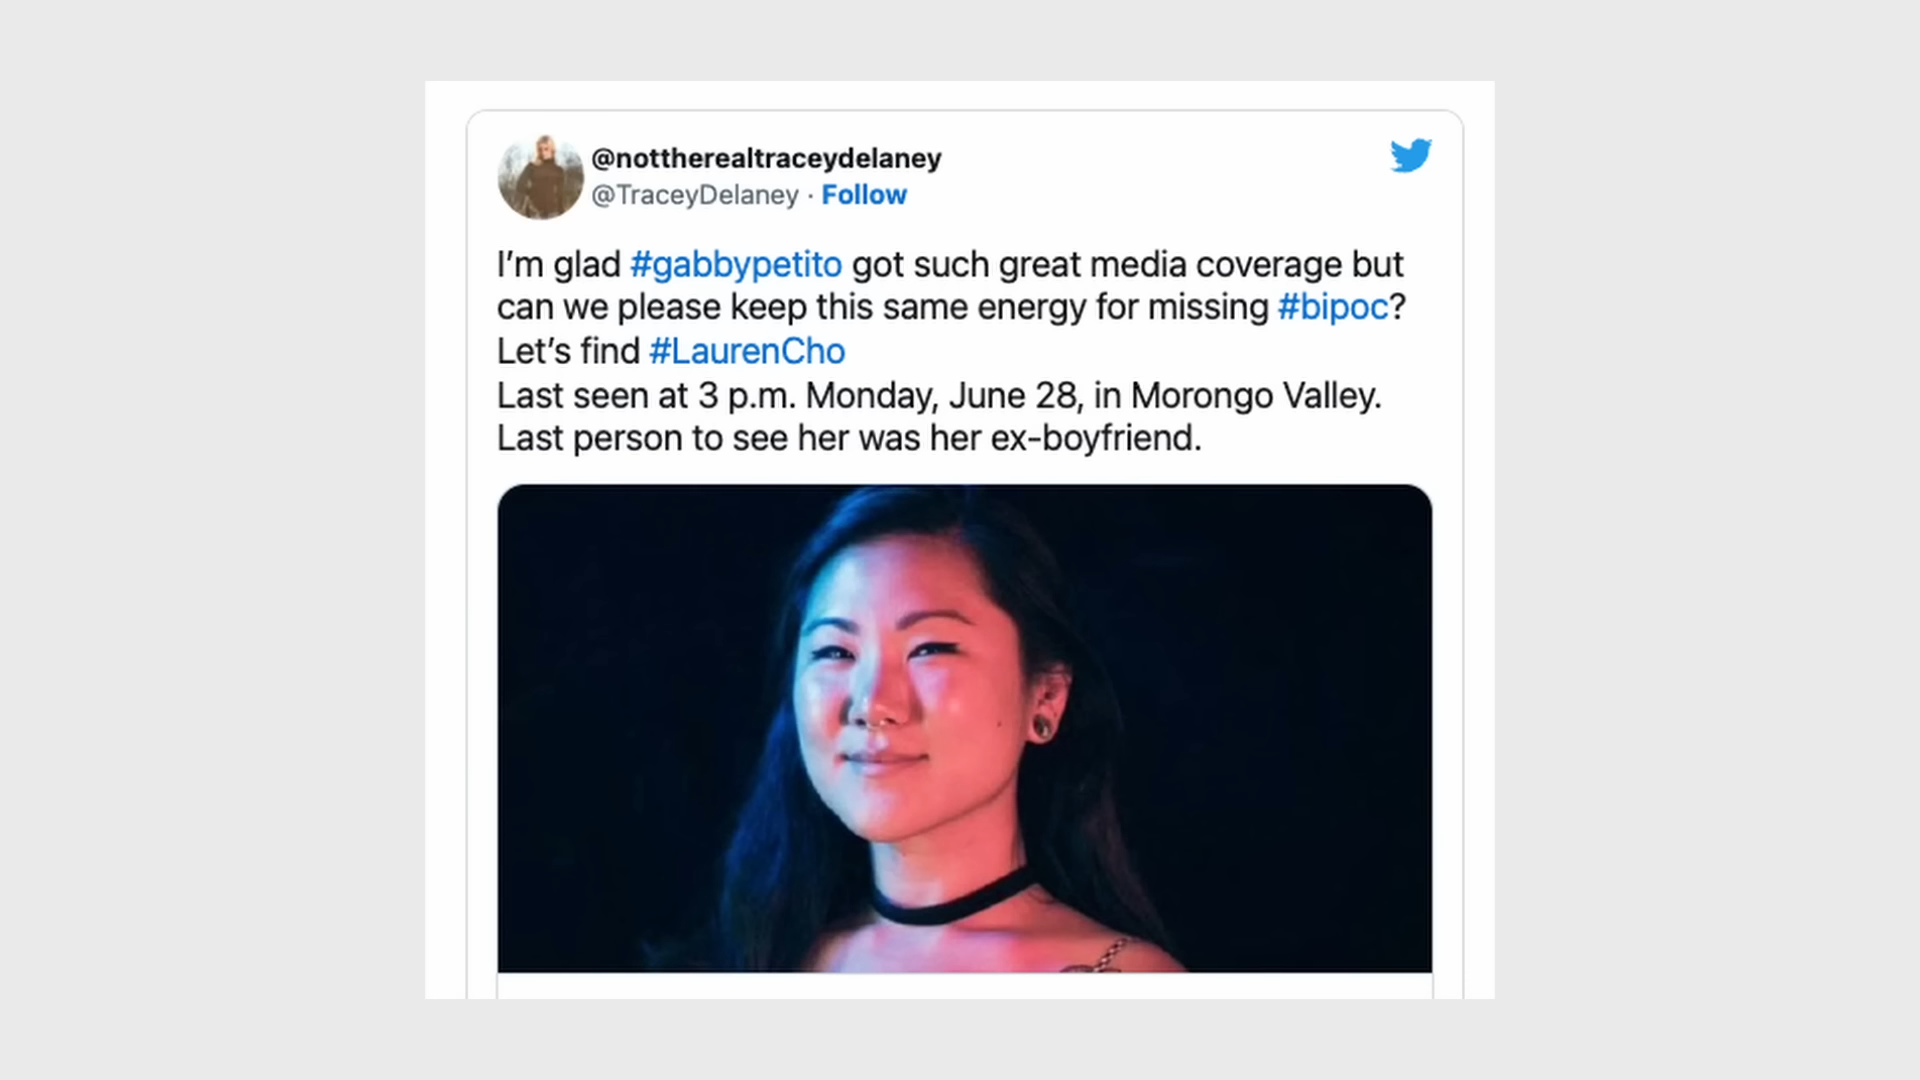 @nottherealtraceydelaney
@TraceyDelaney · Follow
I’m glad #gabbypetito got such great media coverage but
can we please keep this same energy for missing #bipoc?
Let’s find #LaurenCho
Last seen at 3 p.m. Monday, June 28, in Morongo Valley.
Last person to see her was her ex-boyfriend.